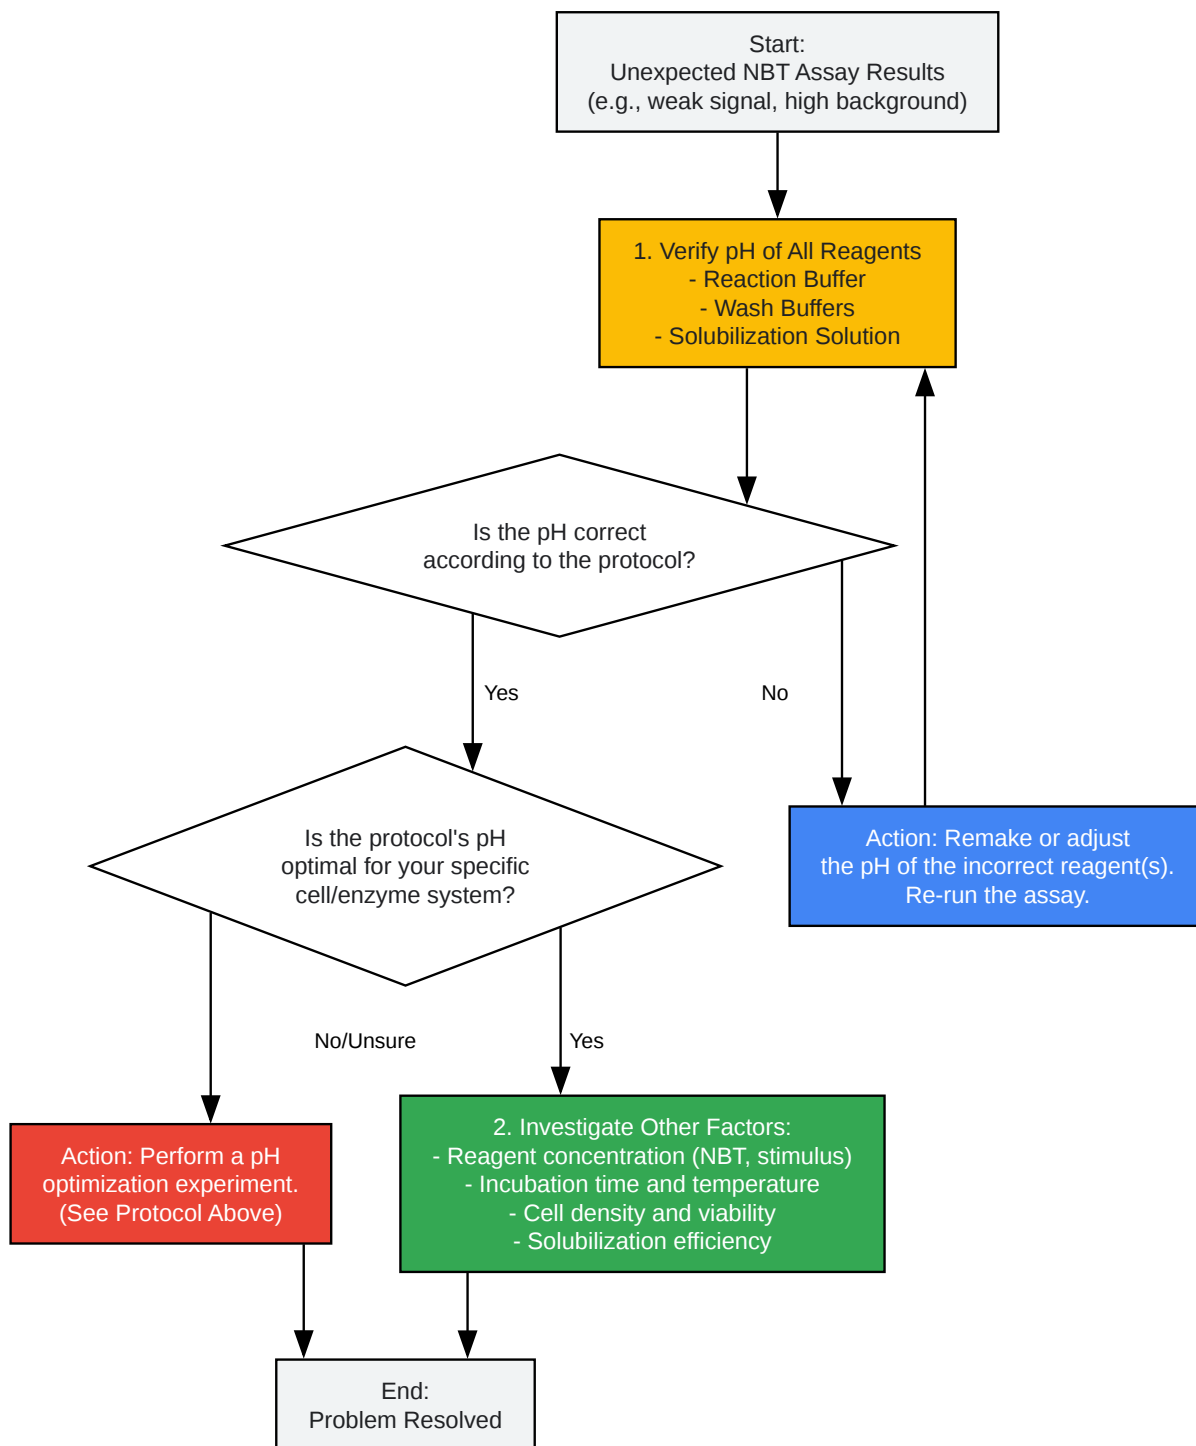 Start:
Unexpected NBT Assay Results
(e.g., weak signal, high background)
1. Verify pH of All Reagents
- Reaction Buffer
- Wash Buffers
- Solubilization Solution
Is the pH correct
according to the protocol?
Yes
No
Is the protocol's pH
optimal for your specific
cell/enzyme system?
Action: Remake or adjust
the pH of the incorrect reagent(s).
Re-run the assay.
No/Unsure
Yes
Action: Perform a pH
optimization experiment.
(See Protocol Above)
2. Investigate Other Factors:
- Reagent concentration (NBT, stimulus)
- Incubation time and temperature
- Cell density and viability
- Solubilization efficiency
End:
Problem Resolved